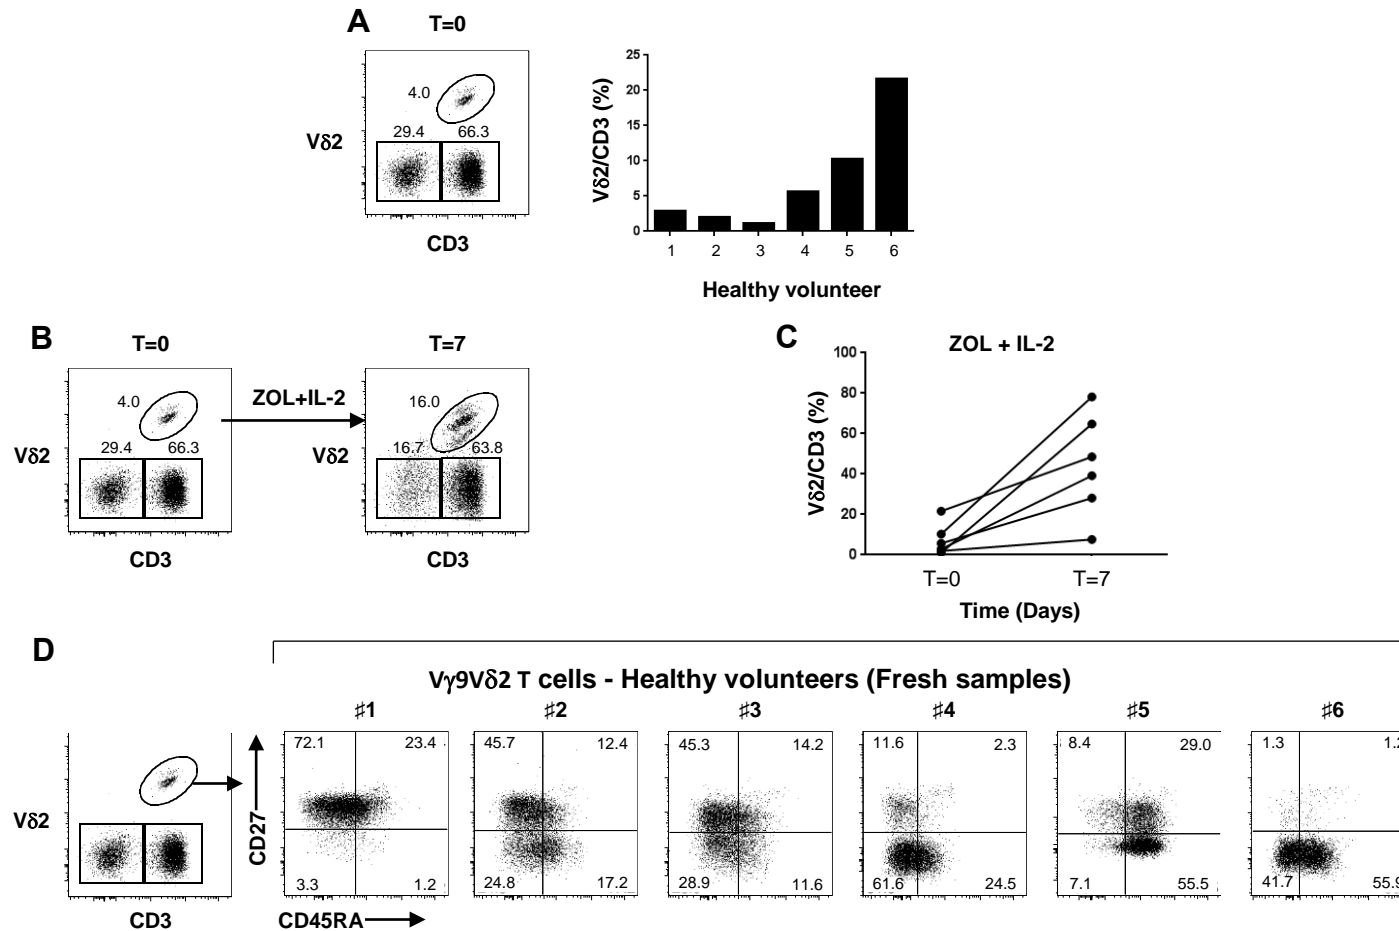 A
T=0
4.0
29.4 66.3
Vδ2
CD3
Vδ2/CD3 (%)
25
20
15
10
5
0
1 2 3 4 5 6
Healthy volunteer
B
T=0
4.0
29.4 66.3
Vδ2
CD3
ZOL+IL-2
T=7
16.0
16.7 63.8
Vδ2
CD3
C
ZOL + IL-2
Vδ2/CD3 (%)
100
80
60
40
20
0
T=0 T=7
Time (Days)
D
Vγ9Vδ2 T cells - Healthy volunteers (Fresh samples)
♯1 ♯2 ♯3 ♯4 ♯5 ♯6
Vδ2
CD3
CD27
CD45RA
72.1 23.4
3.3 1.2
45.7 12.4
24.8 17.2
45.3 14.2
28.9 11.6
11.6 2.3
61.6 24.5
8.4 29.0
7.1 55.5
1.3
41.7